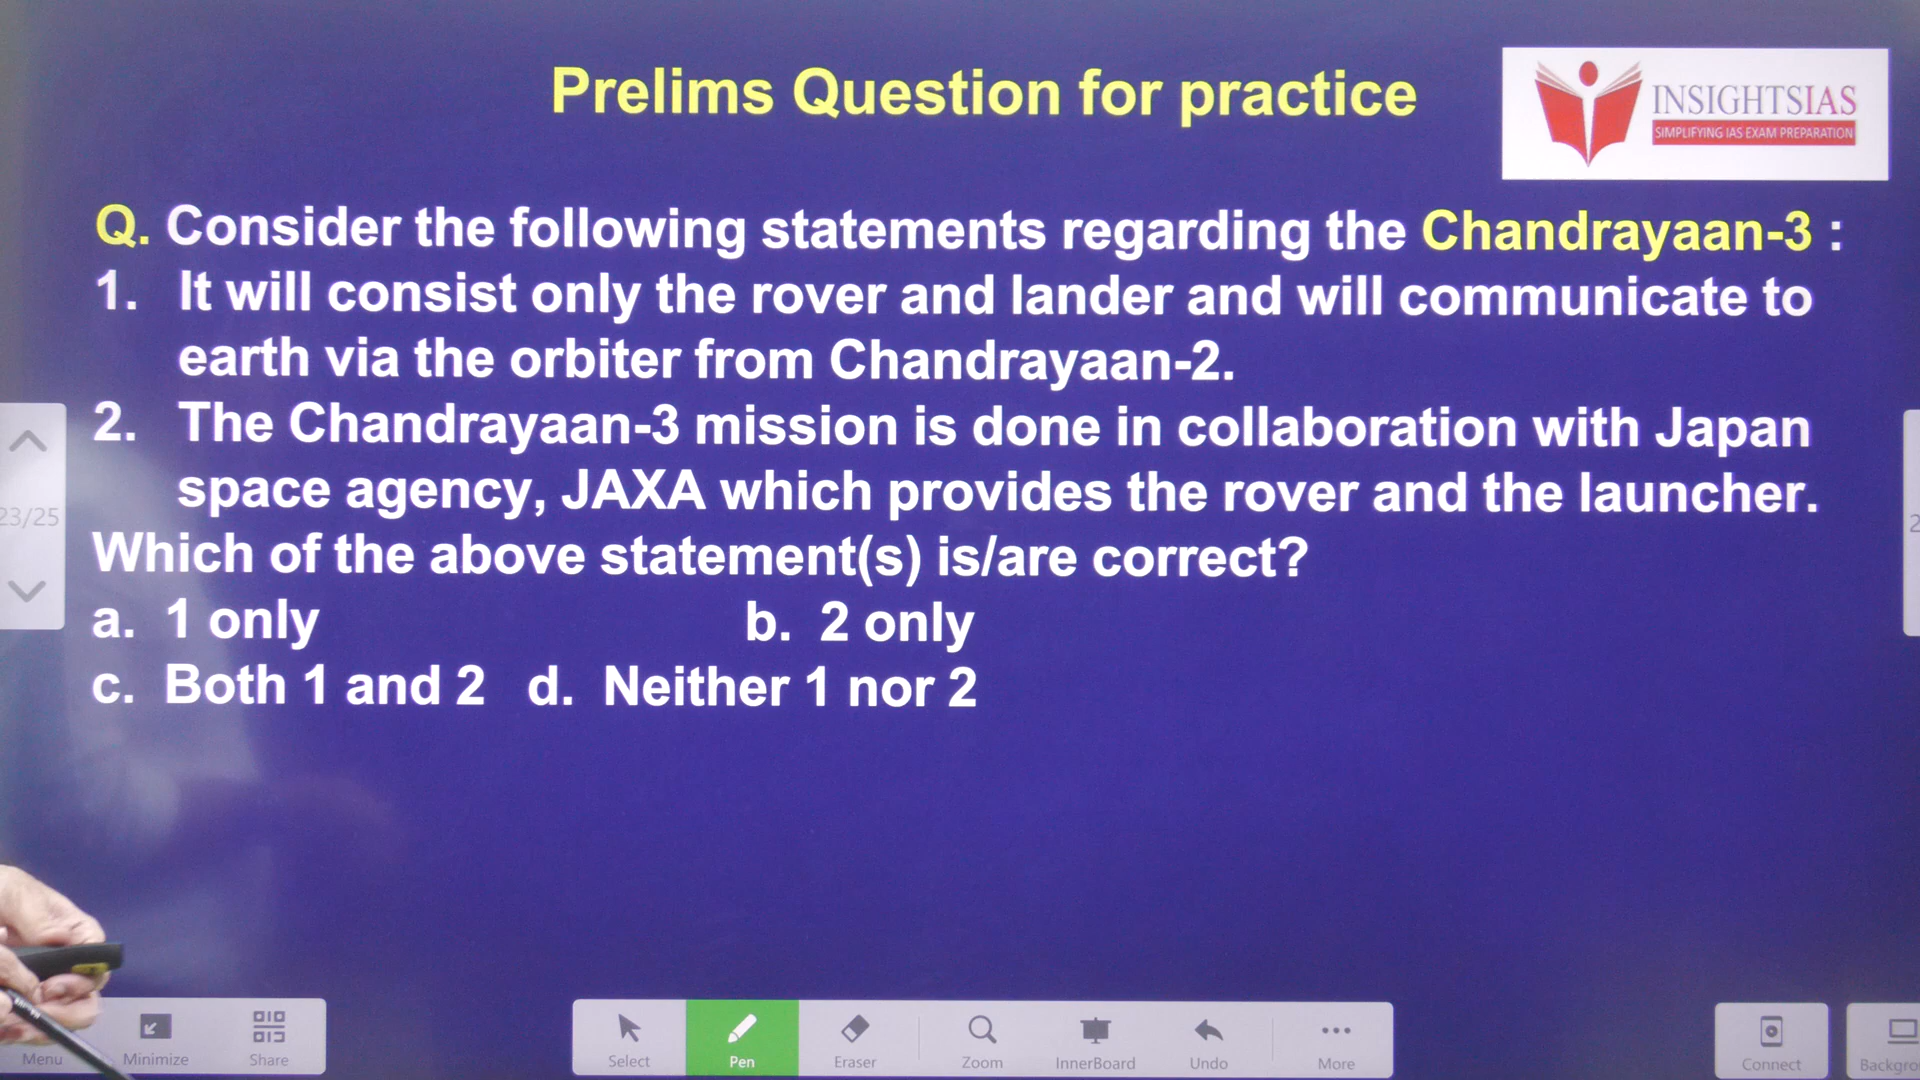 Prelims Question for practice
INSIGHTSIAS
SIMPLIFYING IAS EXAM PREPARATION
Q. Consider the following statements regarding the Chandrayaan-3 :
1. It will consist only the rover and lander and will communicate to
earth via the orbiter from Chandrayaan-2.
2. The Chandrayaan-3 mission is done in collaboration with Japan
space agency, JAXA which provides the rover and the launcher.
Which of the above statement(s) is/are correct?
a. 1 only b. 2 only
c. Both 1 and 2 d. Neither 1 nor 2
23/25
2
Menu Minimize Share Select Pen Eraser Zoom InnerBoard Undo More Connect Backgro